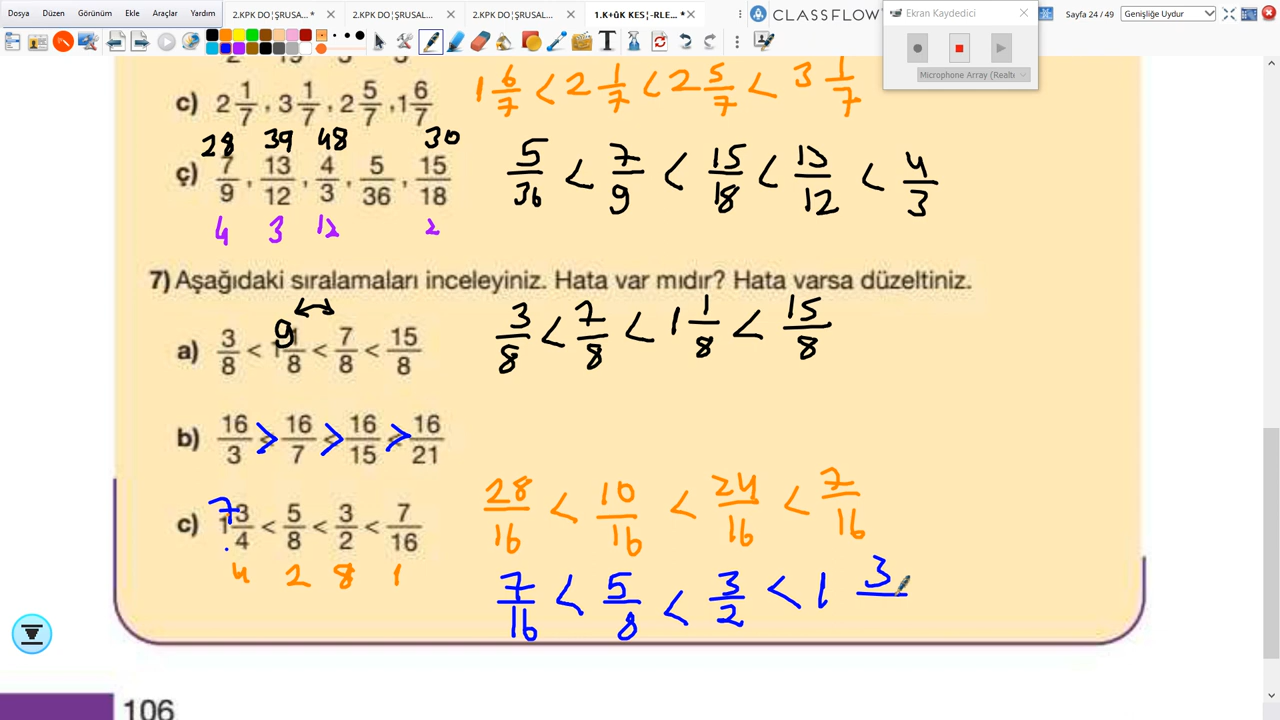 Dosya Düzen Görünüm Ekle Araçlar Yardım 2.KPK DO¦ŞRUSA... * 2.KPK DO¦ŞRUSAL... 2.KPK DO¦ŞRUSAL... 1.K+ûK KES¦-RLE... * CLASSFLOW Sayfa 24 / 49 Genişliğe Uydur
Ekran Kaydedici
Microphone Array (Realt
c) 2 1/7 , 3 1/7 , 2 5/7 , 1 6/7 1 6/7 < 2 1/7 < 2 5/7 < 3 1/7
28 39 48 30
ç) 7/9 , 13/12 , 4/3 , 5/36 , 15/18 5/36 < 7/9 < 15/18 < 13/12 < 4/3
4 3 12 2
7) Aşağıdaki sıralamaları inceleyiniz. Hata var mıdır? Hata varsa düzeltiniz.
9
a) 3/8 < 1 1/8 < 7/8 < 15/8 3/8 < 7/8 < 1 1/8 < 15/8
b) 16/3 > 16/7 > 16/15 > 16/21
7
c) 1 3/4 < 5/8 < 3/2 < 7/16 28/16 < 10/16 < 24/16 < 7/16
4 2 8 1
7/16 < 5/8 < 3/2 < 1 3
106